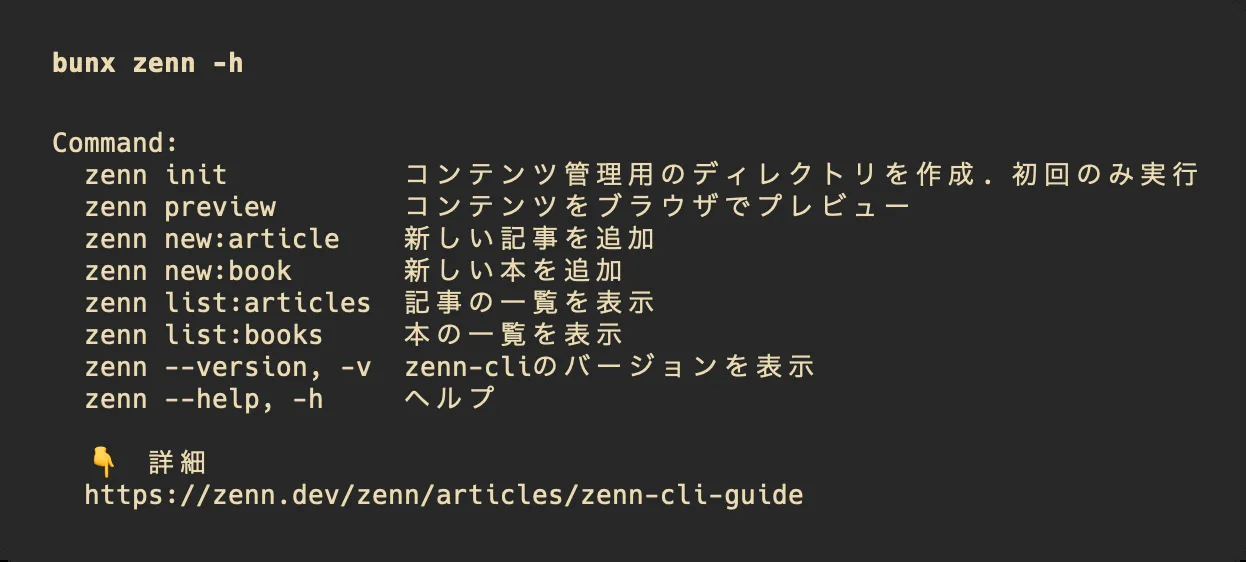 bunx zenn -h
Command:
zenn init コンテンツ管理用のディレクトリを作成. 初回のみ実行
zenn preview コンテンツをブラウザでプレビュー
zenn new:article 新しい記事を追加
zenn new:book 新しい本を追加
zenn list:articles 記事の一覧を表示
zenn list:books 本の一覧を表示
zenn --version, -v zenn-cliのバージョンを表示
zenn --help, -h ヘルプ
👇 詳細
https://zenn.dev/zenn/articles/zenn-cli-guide